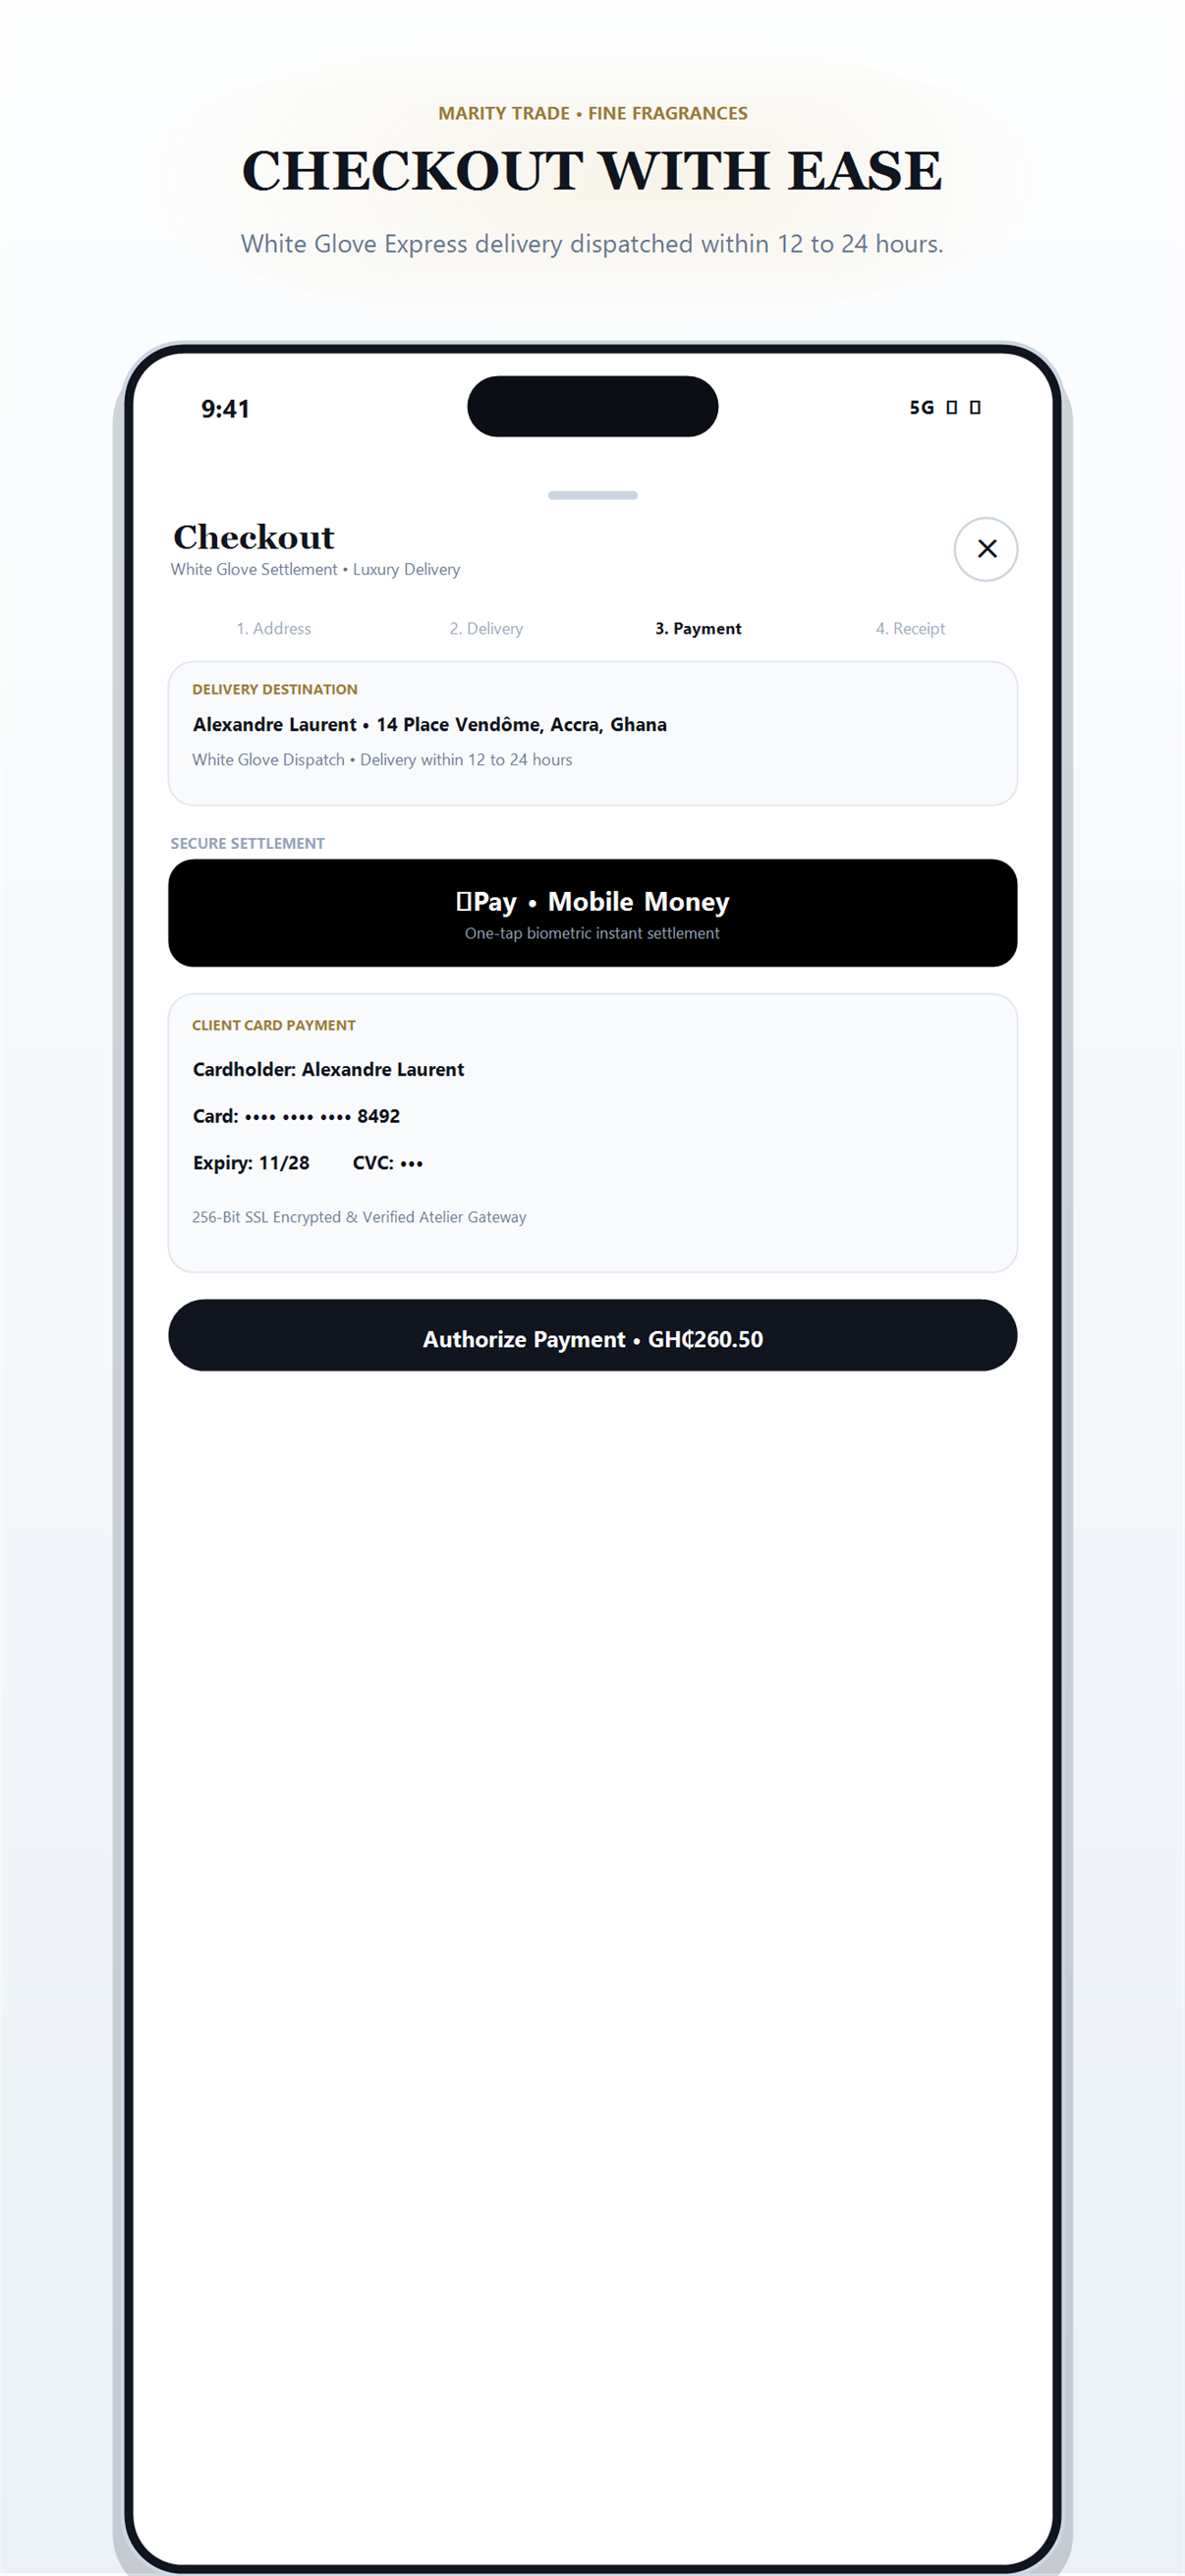 MARITY TRADE • FINE FRAGRANCES
CHECKOUT WITH EASE
White Glove Express delivery dispatched within 12 to 24 hours.
9:41
5G ▯ ▯
Checkout
White Glove Settlement • Luxury Delivery
1. Address 2. Delivery 3. Payment 4. Receipt
DELIVERY DESTINATION
Alexandre Laurent • 14 Place Vendôme, Accra, Ghana
White Glove Dispatch • Delivery within 12 to 24 hours
SECURE SETTLEMENT
▯Pay • Mobile Money
One-tap biometric instant settlement
CLIENT CARD PAYMENT
Cardholder: Alexandre Laurent
Card: •••• •••• •••• 8492
Expiry: 11/28 CVC: •••
256-Bit SSL Encrypted & Verified Atelier Gateway
Authorize Payment • GH₵260.50